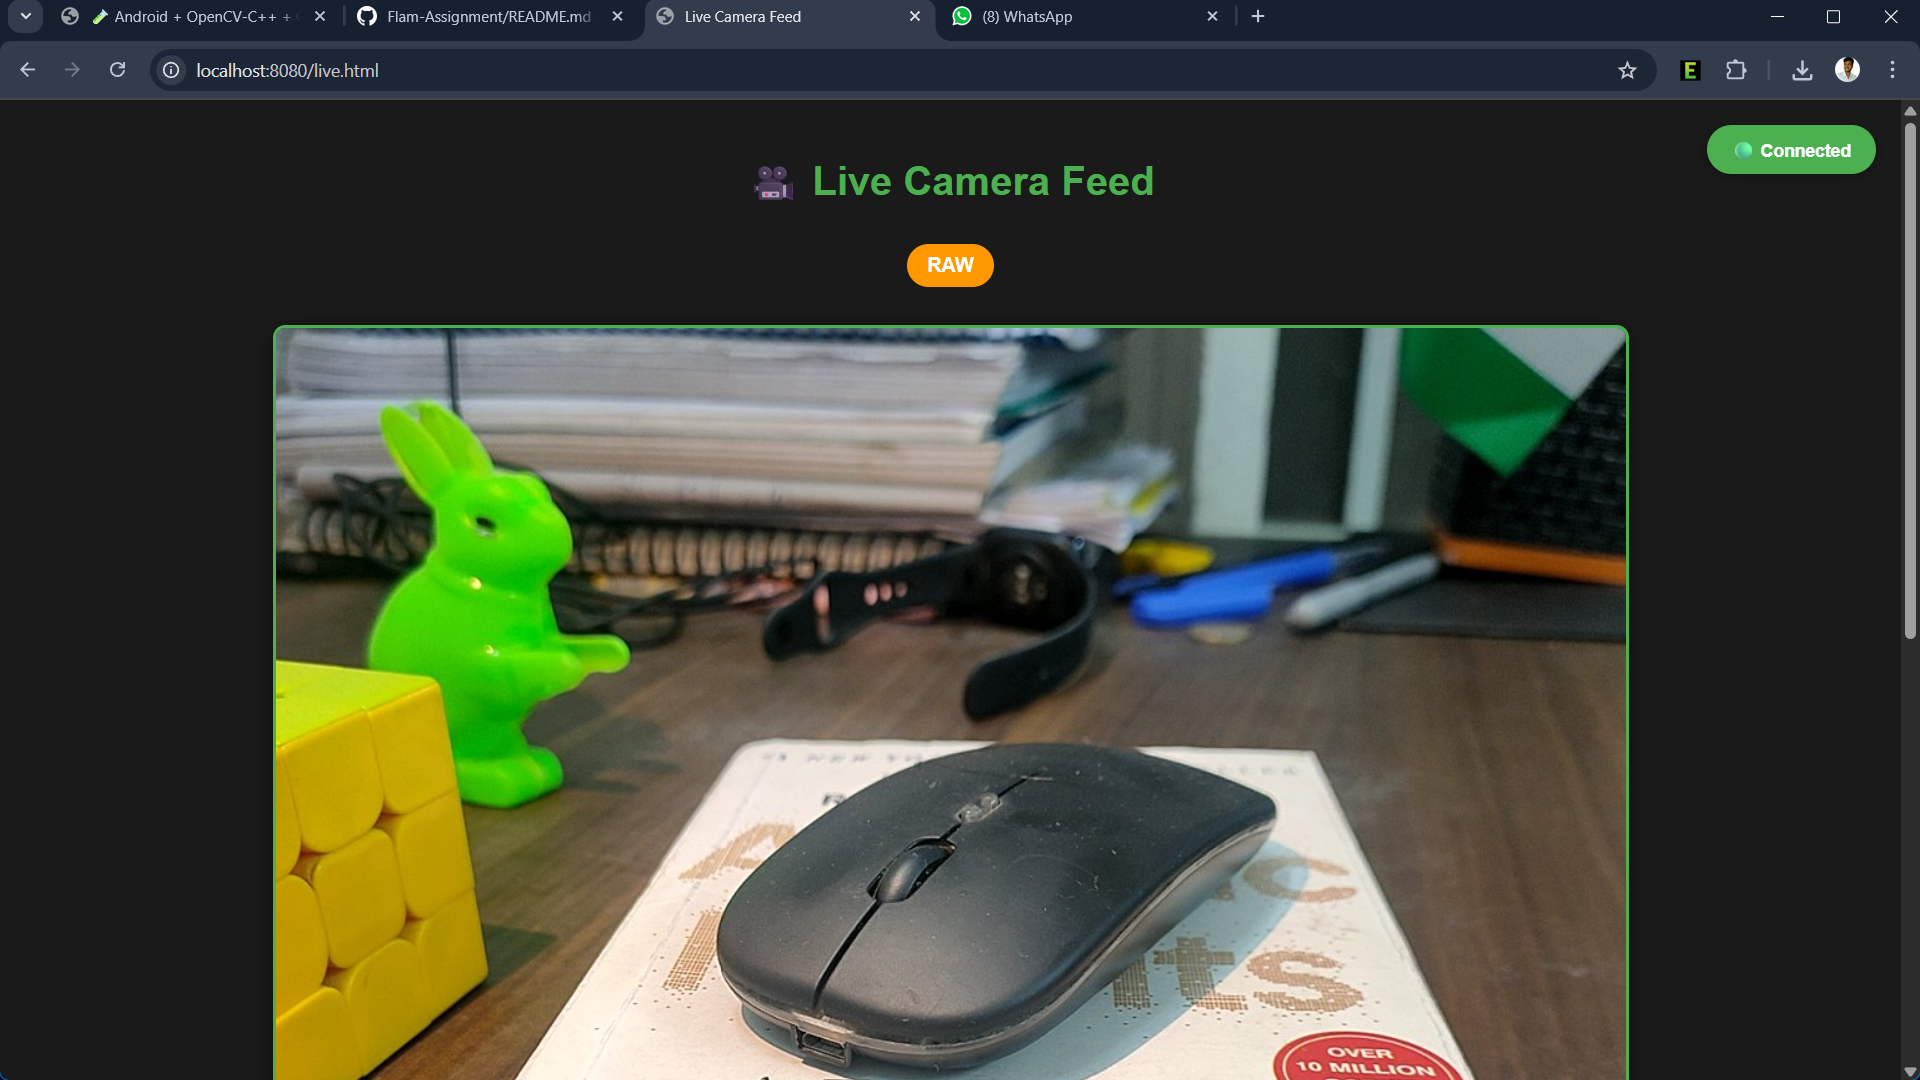 Android + OpenCV-C++ +
Flam-Assignment/README.md
Live Camera Feed
(8) WhatsApp
localhost:8080/live.html
E
Connected
Live Camera Feed
RAW
its
OVER
10 MILLION